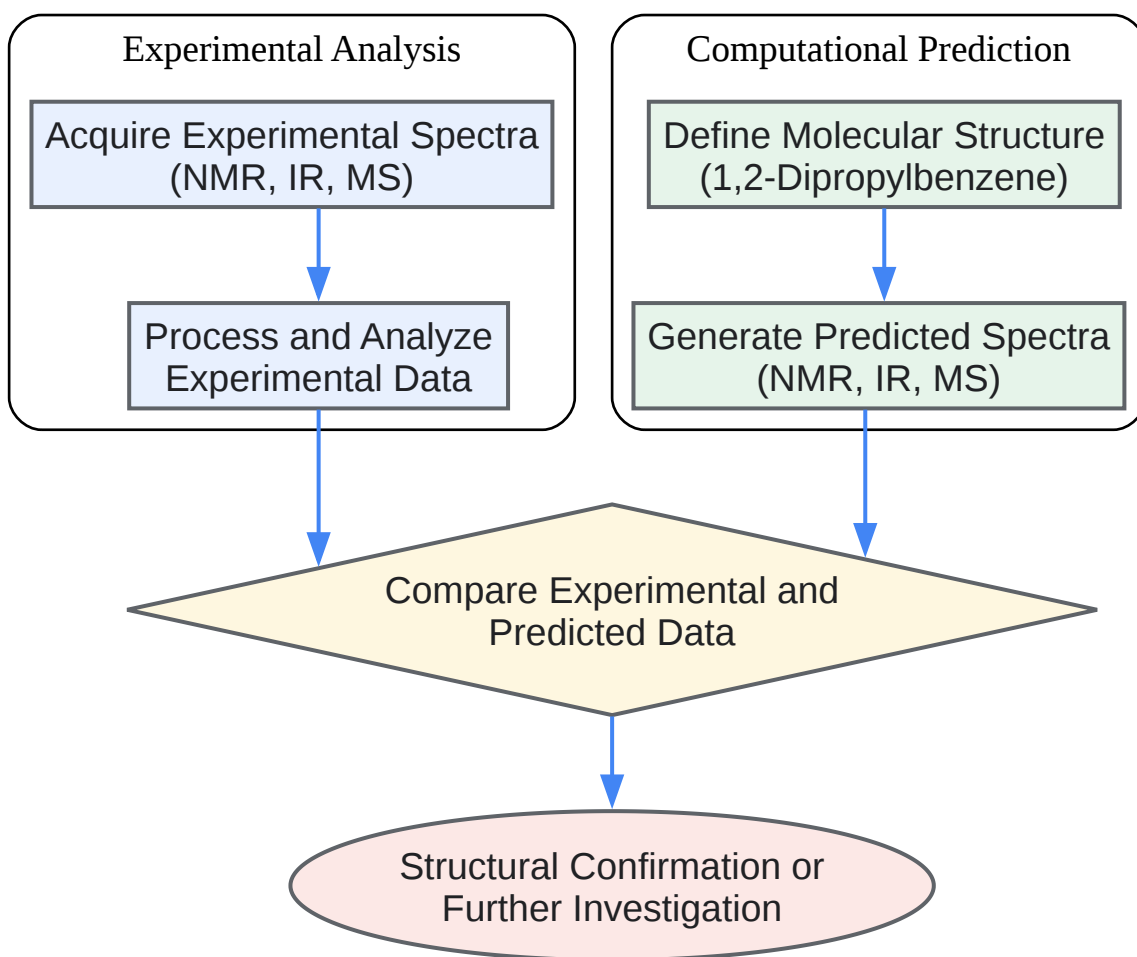 Experimental Analysis
Acquire Experimental Spectra
(NMR, IR, MS)
Process and Analyze
Experimental Data
Computational Prediction
Define Molecular Structure
(1,2-Dipropylbenzene)
Generate Predicted Spectra
(NMR, IR, MS)
Compare Experimental and
Predicted Data
Structural Confirmation or
Further Investigation